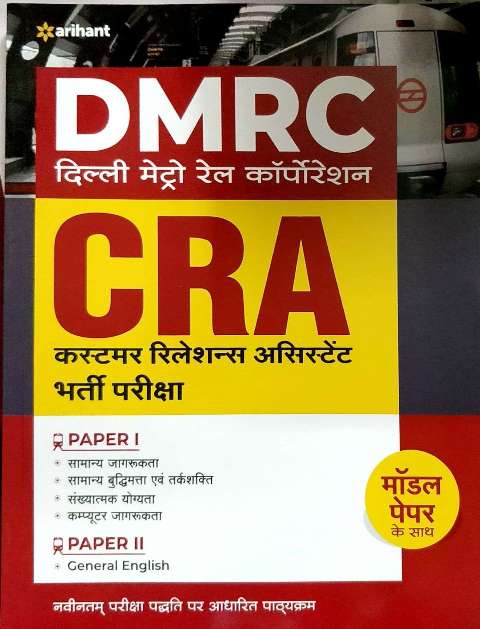 arihant
DMRC
दिल्ली मेट्रो रेल कॉर्पोरेशन
CRA
कस्टमर रिलेशन्स असिस्टेंट
भर्ती परीक्षा
PAPER I
सामान्य जागरूकता
सामान्य बुद्धिमत्ता एवं तर्कशक्ति
संख्यात्मक योग्यता
कम्प्यूटर जागरूकता
PAPER II
General English
मॉडल
पेपर
के साथ
नवीनतम् परीक्षा पद्धति पर आधारित पाठ्यक्रम